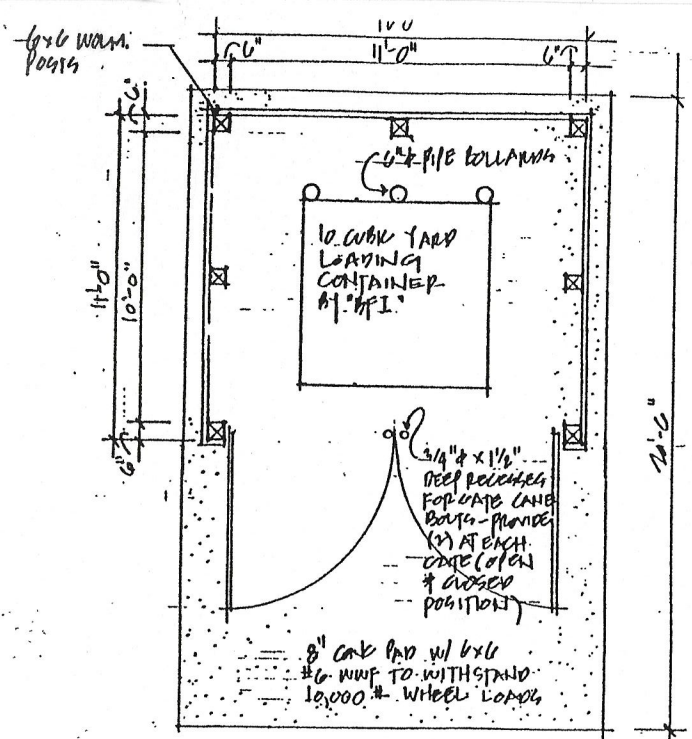 6x6 WOLM.
POSTS
6"
11'-0"
6"
6"
11'-0"
10'-0"
6"
6"⌀ PIPE BOLLARDS
10 CUBIC YARD
LOADING
CONTAINER
BY "BFI."
3/4"⌀ x 1 1/2"
DEEP RECESSES
FOR GATE CANE
BOLTS - PROVIDE
(2) AT EACH
GATE (OPEN
& CLOSED
POSITION)
8" CONC PAD W/ 6x6
#6 WWF TO WITHSTAND
10,000 # WHEEL LOADS